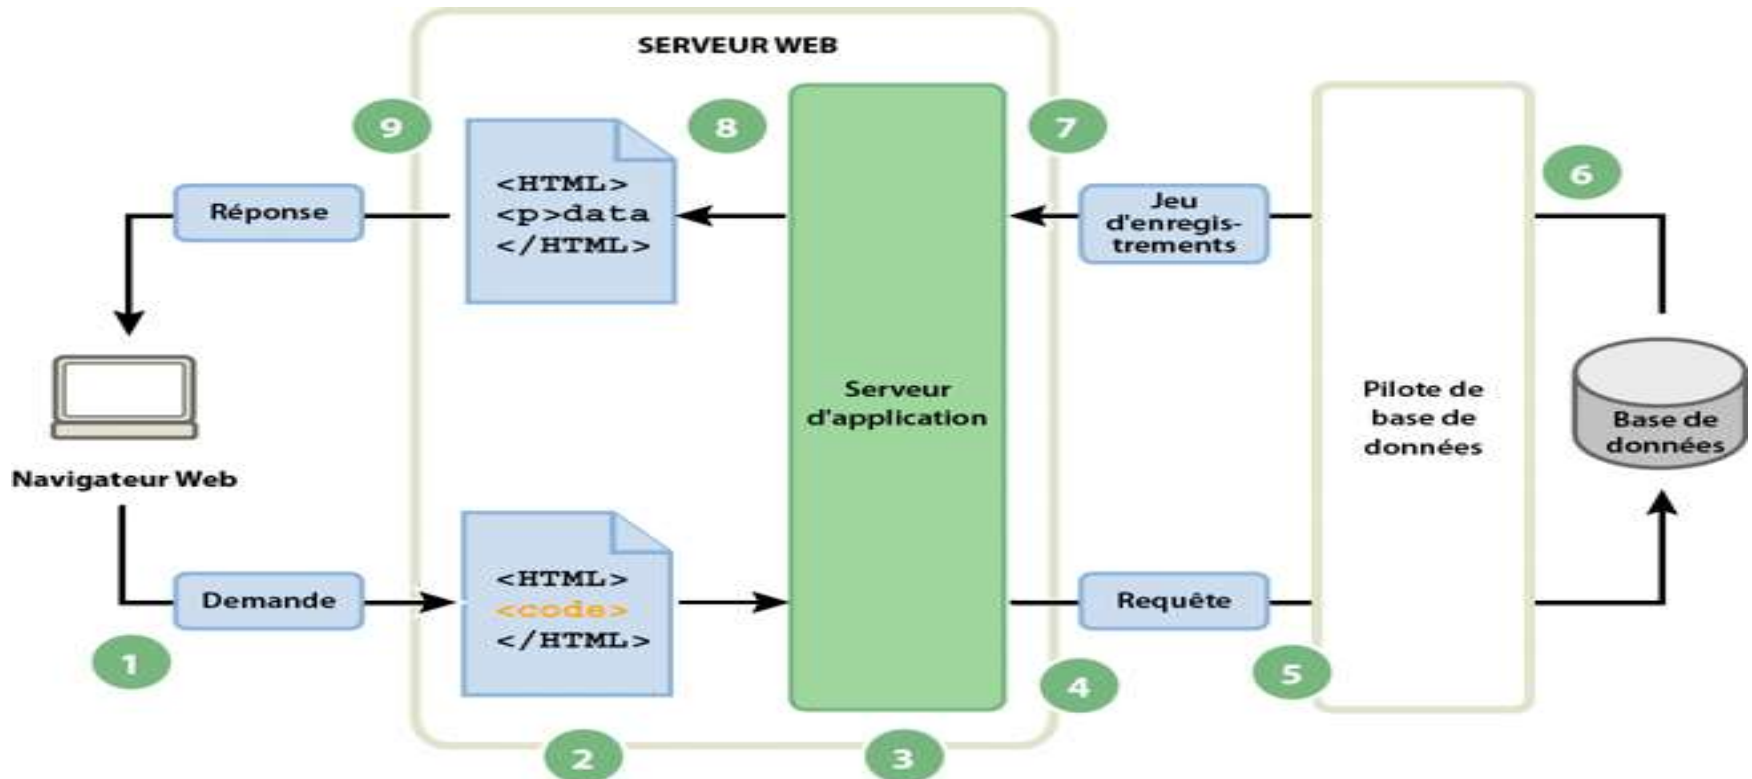 SERVEUR WEB
9
8
7
6
<HTML>
<p>data
</HTML>
Réponse
Jeu
d'enregis-
trements
Serveur
d'application
Pilote de
base de
données
Base de
données
Navigateur Web
<HTML>
<code>
</HTML>
Demande
Requête
1
2
3
4
5